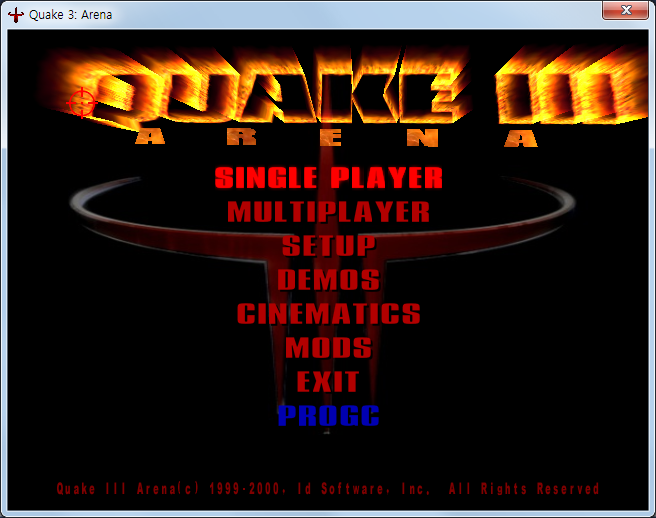 Quake 3: Arena
QUAKE III
ARENA
SINGLE PLAYER
MULTIPLAYER
SETUP
DEMOS
CINEMATICS
MODS
EXIT
PROGC
Quake III Arena(c) 1999-2000, Id Software, Inc. All Rights Reserved